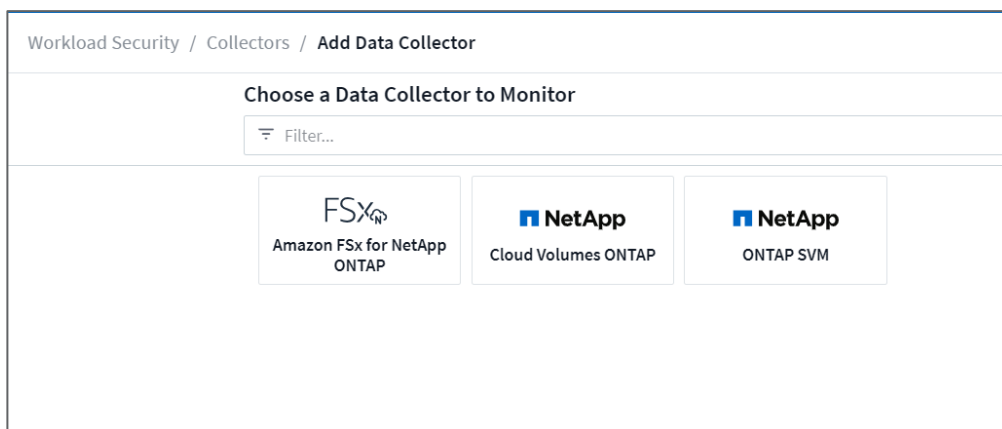 Workload Security / Collectors / Add Data Collector
Choose a Data Collector to Monitor
Filter...
FSxN
Amazon FSx for NetApp
ONTAP
NetApp
Cloud Volumes ONTAP
NetApp
ONTAP SVM